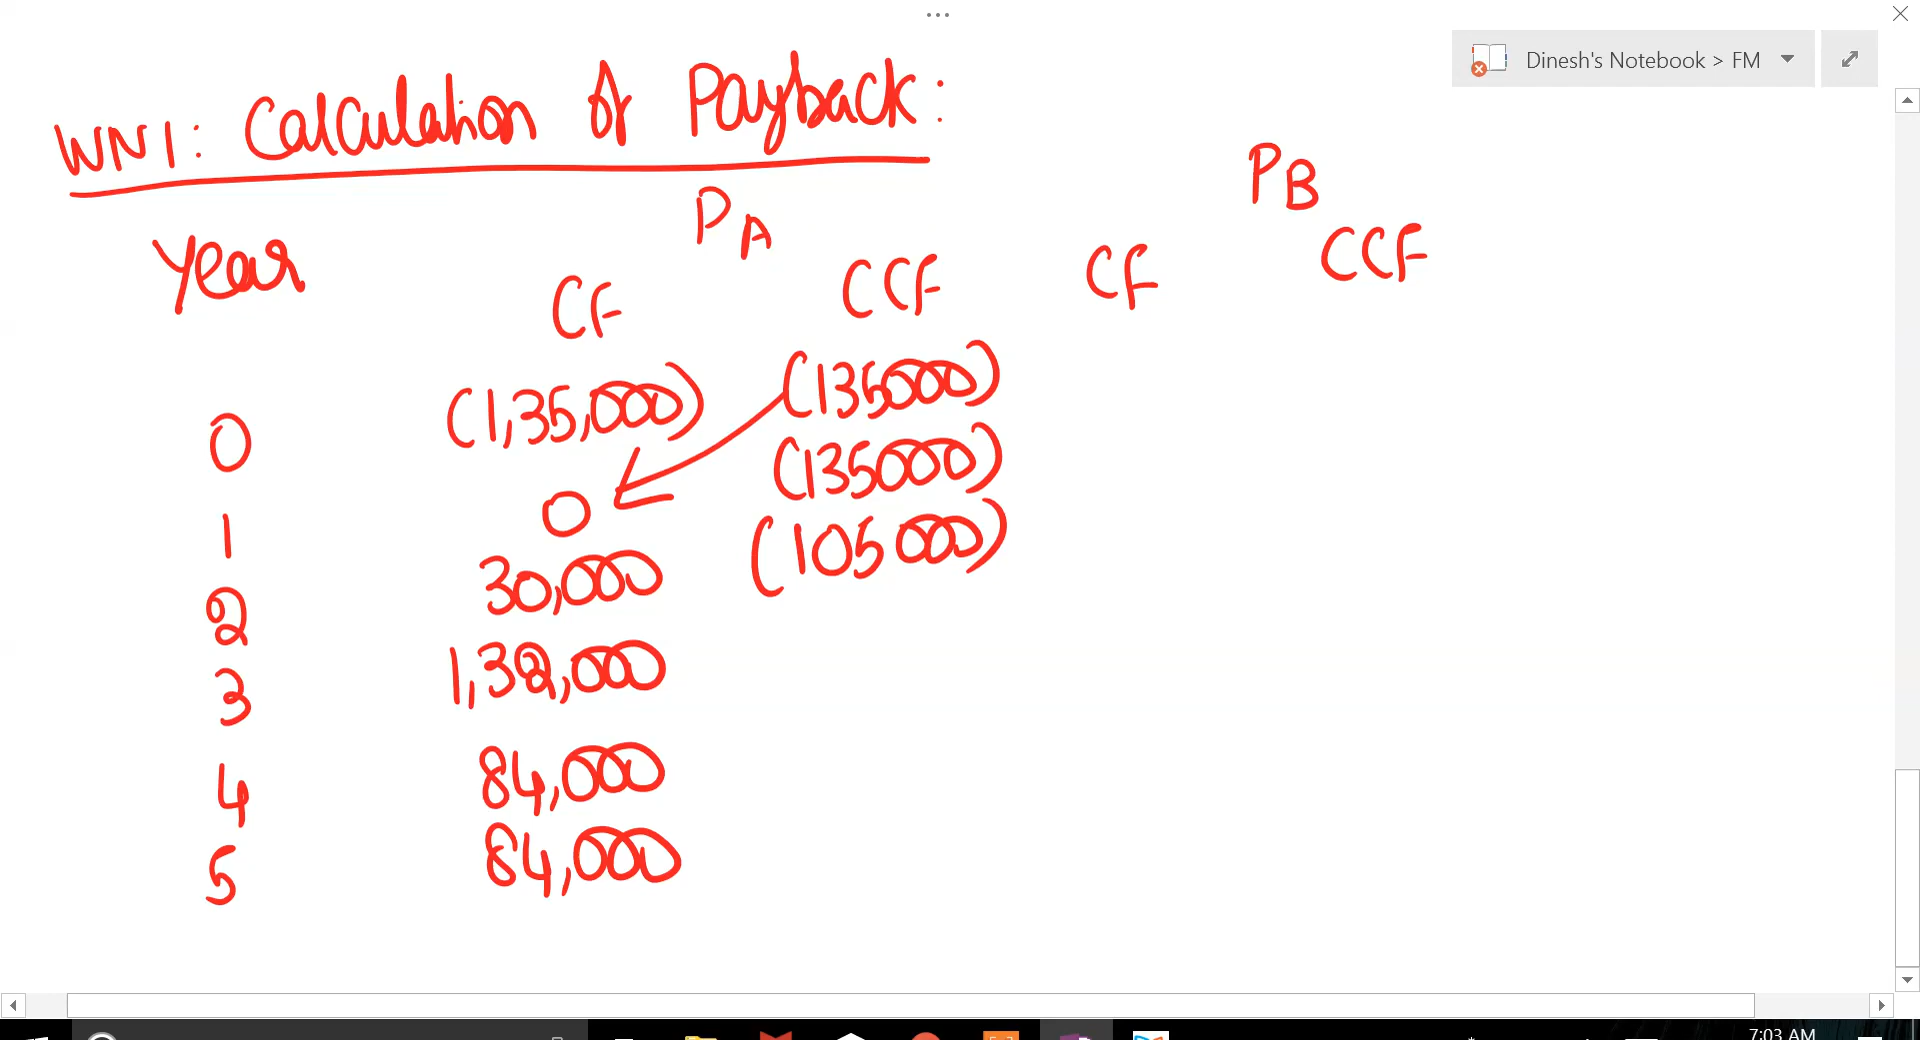 ...
Dinesh's Notebook > FM
WN1: Calculation of Payback:
PA PB
Year CF CCF CF CCF
0 (1,35,000) (135000)
1 0 (135000)
2 30,000 (105000)
3 1,32,000
4 84,000
5 84,000
7:03 AM